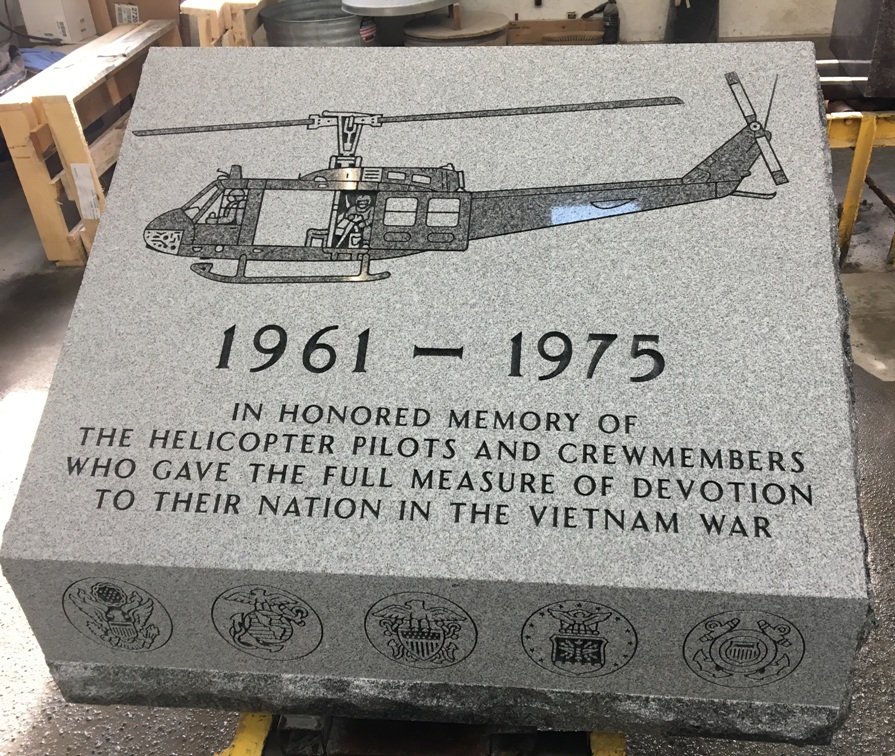 1961 – 1975
IN HONORED MEMORY OF
THE HELICOPTER PILOTS AND CREWMEMBERS
WHO GAVE THE FULL MEASURE OF DEVOTION
TO THEIR NATION IN THE VIETNAM WAR